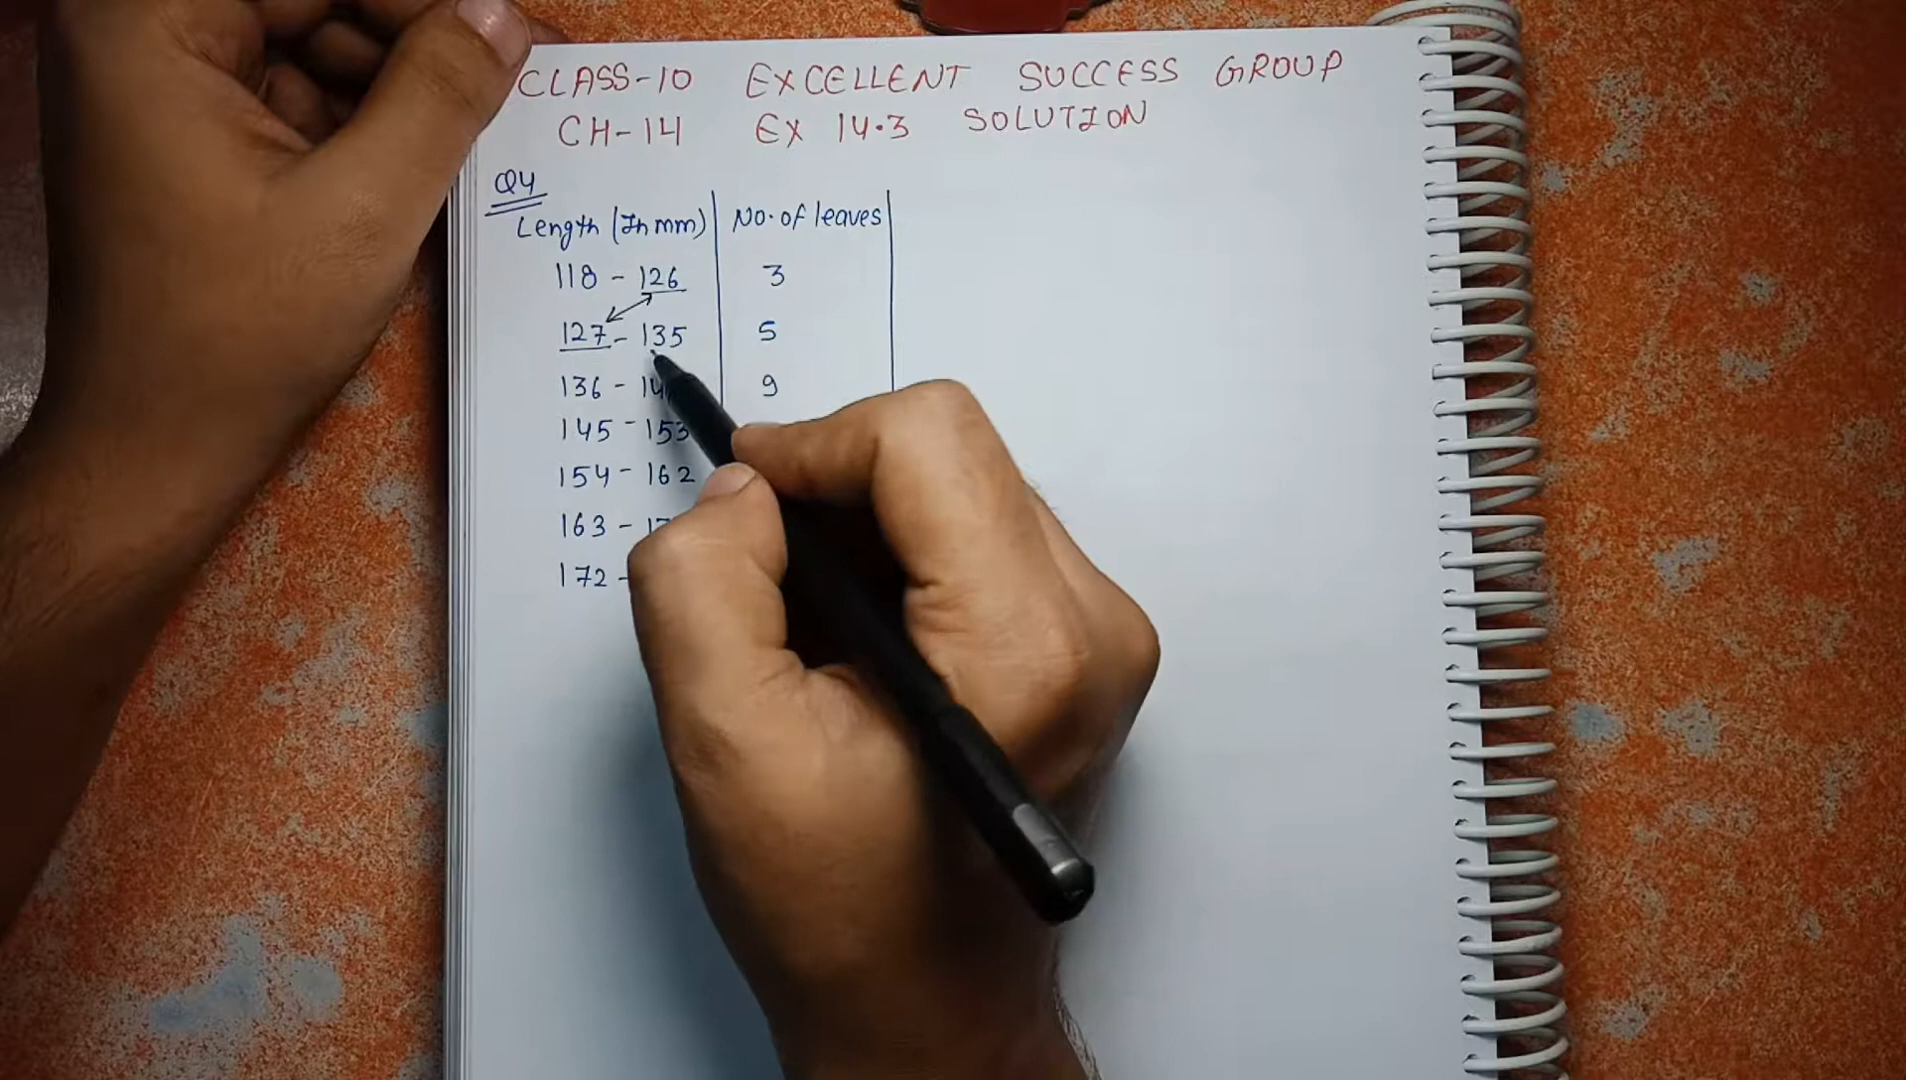 CLASS-10 EXCELLENT SUCCESS GROUP
CH-14 EX 14.3 SOLUTION
Q4
Length (In mm) No. of leaves
118 - 126 3
127 - 135 5
136 - 9
145 - 153
154 - 162
163 -
172 -